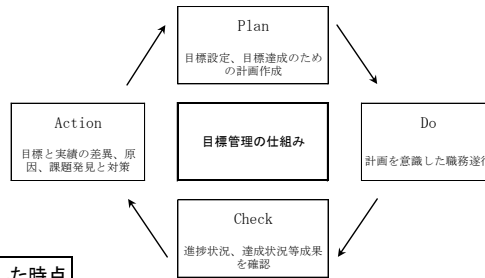 Plan
目標設定、目標達成のため
の計画作成
Action
目標と実績の差異、原
因、課題発見と対策
目標管理の仕組み
Do
計画を意識した職務遂行
Check
進捗状況、達成状況等成果
を確認
た時点